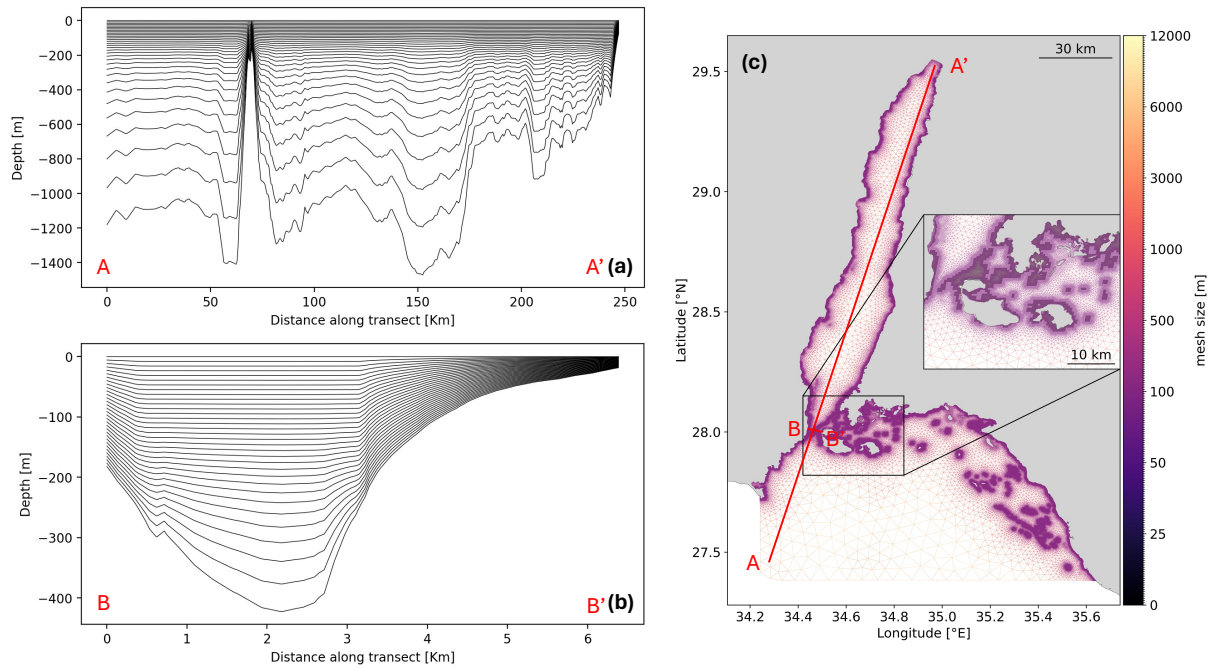 0
−200
−400
−600
−800
−1000
−1200
−1400
Depth [m]
A
A’ (a)
0
50
100
150
200
250
Distance along transect [Km]
0
−100
−200
−300
−400
Depth [m]
B
B’ (b)
0
1
2
3
4
5
6
Distance along transect [Km]
(c)
30 km
A’
29.5
29.0
28.5
28.0
27.5
Latitude [°N]
10 km
B
B’
A
34.2
34.4
34.6
34.8
35.0
35.2
35.4
35.6
Longitude [°E]
12000
6000
3000
1000
500
100
50
25
0
mesh size [m]